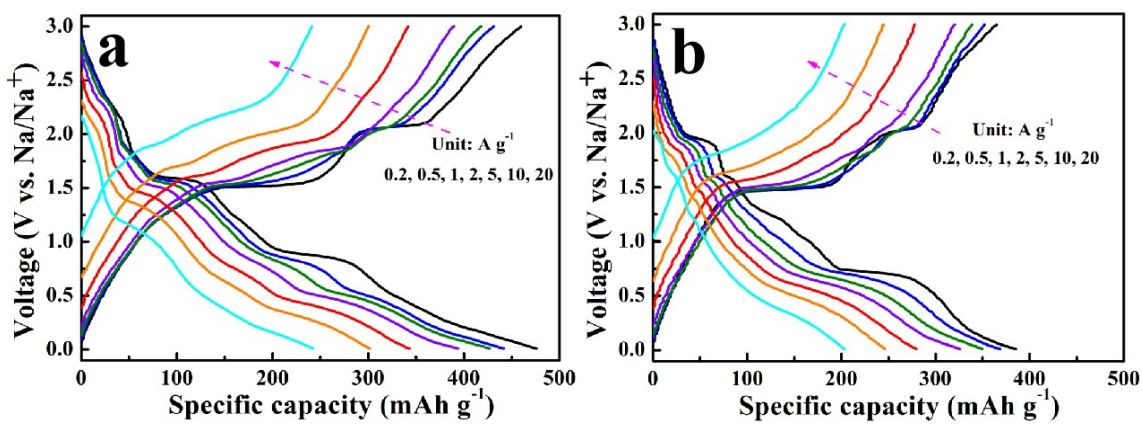 a
3.0
2.5
2.0
1.5
1.0
0.5
0.0
Voltage (V vs. Na/Na⁺)
Unit: A g⁻¹
0.2, 0.5, 1, 2, 5, 10, 20
0 100 200 300 400 500
Specific capacity (mAh g⁻¹)
b
3.0
2.5
2.0
1.5
1.0
0.5
0.0
Voltage (V vs. Na/Na⁺)
Unit: A g⁻¹
0.2, 0.5, 1, 2, 5, 10, 20
0 100 200 300 400 500
Specific capacity (mAh g⁻¹)